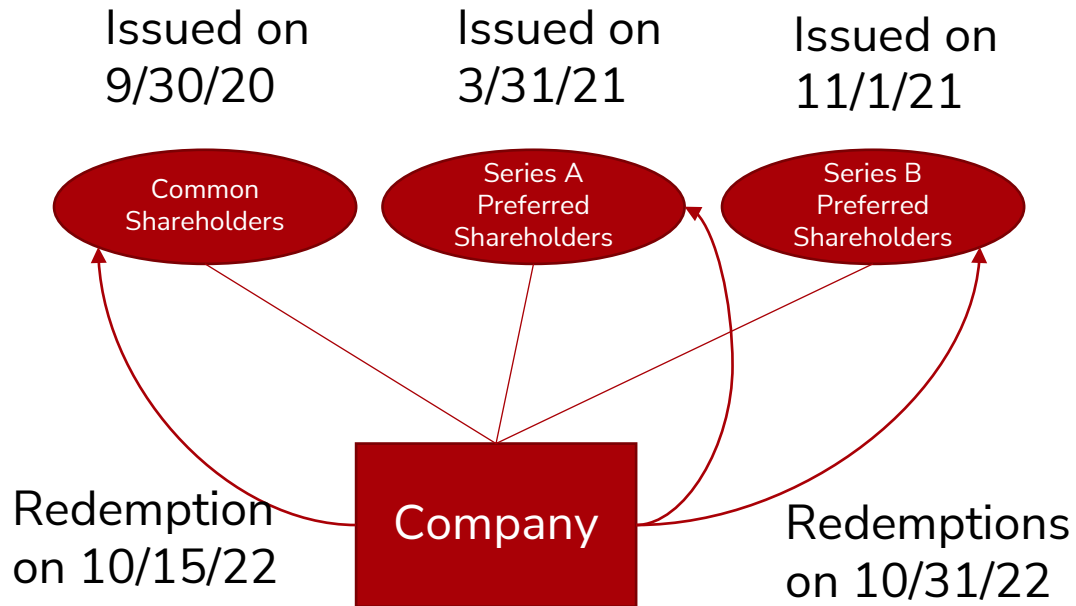 Issued on
9/30/20
Issued on
3/31/21
Issued on
11/1/21
Common
Shareholders
Series A
Preferred
Shareholders
Series B
Preferred
Shareholders
Redemption
on 10/15/22
Company
Redemptions
on 10/31/22